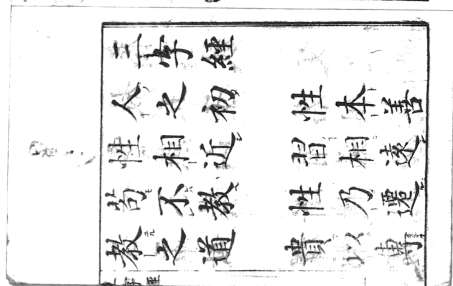 三字經
人之初 性本善
性相近 習相遠
苟不教 性乃遷
教之道 貴以專